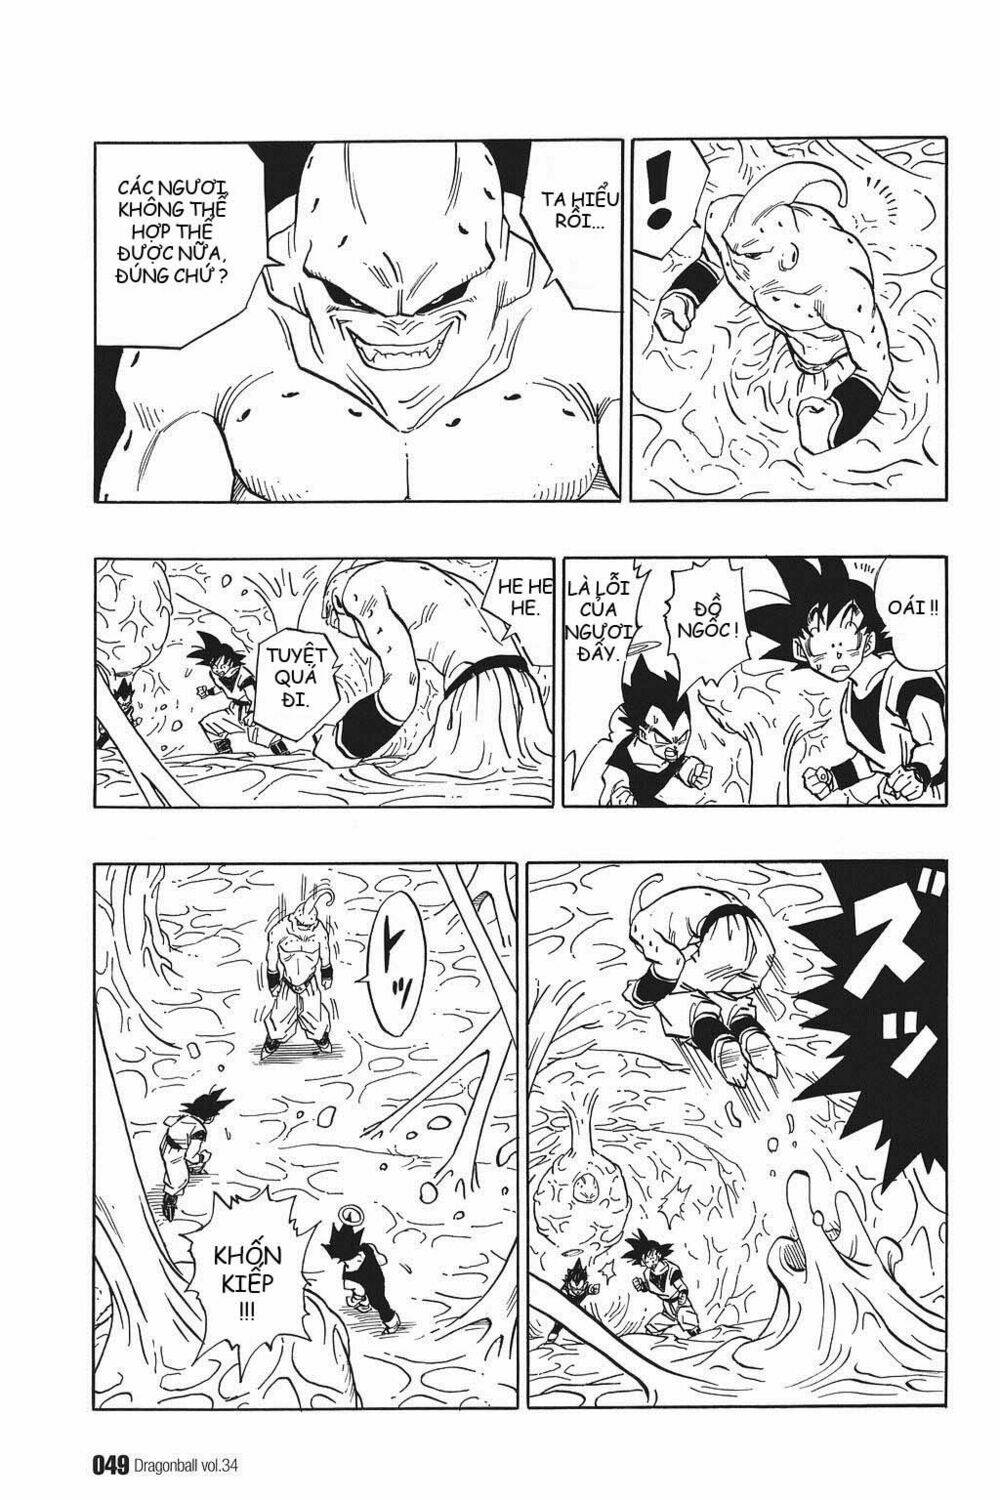 !
TA HIỂU
RỒI...
CÁC NGƯƠI
KHÔNG THỂ
HỢP THỂ
ĐƯỢC NỮA,
ĐÚNG CHỨ ?
OÁI !!
ĐỒ
NGỐC !
LÀ LỖI
CỦA
NGƯƠI
ĐẤY.
HE HE
HE.
TUYỆT
QUÁ
ĐI.
ズズッ
トッ
KHỐN
KIẾP
!!!
049 Dragonball vol.34